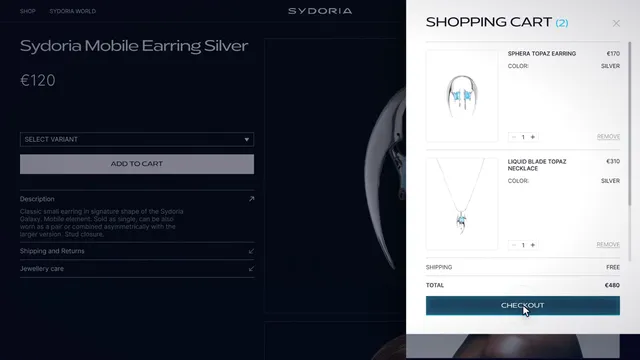 SHOP
SYDORIA WORLD
SYDORIA
Sydoria Mobile Earring Silver
€120
SELECT VARIANT
ADD TO CART
Description
Classic small earring in signature shape of the Sydoria
Galaxy. Mobile element. Sold as single, can be also
worn as a pair or combined asymmetrically with the
larger version. Stud closure.
Shipping and Returns
Jewellery care
SHOPPING CART (2)
SPHERA TOPAZ EARRING
€170
COLOR:
SILVER
− 1 +
REMOVE
LIQUID BLADE TOPAZ
NECKLACE
€310
COLOR:
SILVER
− 1 +
REMOVE
SHIPPING
FREE
TOTAL
€480
CHECKOUT